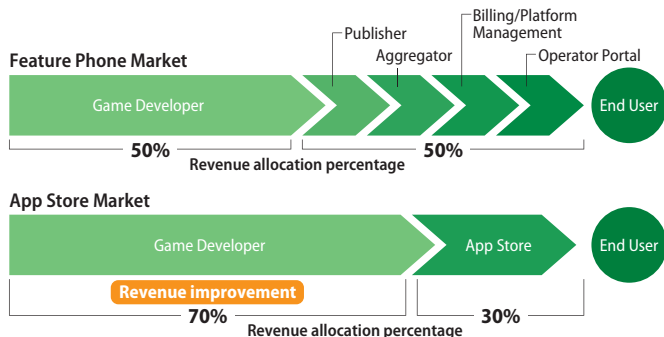 Publisher
Aggregator
Billing/Platform
Management
Operator Portal
Feature Phone Market
Game Developer
End User
50%
50%
Revenue allocation percentage
App Store Market
Game Developer
App Store
End User
Revenue improvement
70%
30%
Revenue allocation percentage